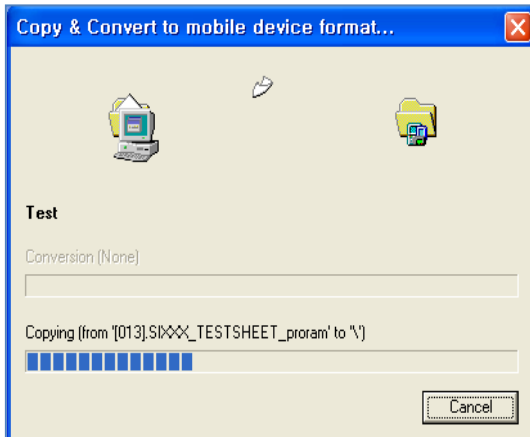 Copy & Convert to mobile device format...
Test
Conversion (None)
Copying (from '[013].SIXXX_TESTSHEET_proram' to '\')
Cancel